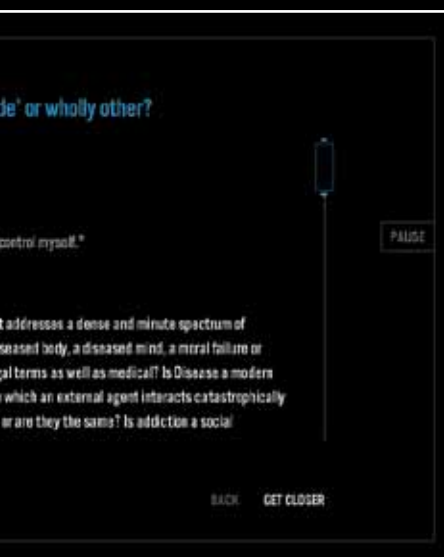 de' or wholly other?
control myself."
PAUSE
t addresses a dense and minute spectrum of
seased body, a diseased mind, a moral failure or
gal terms as well as medical? Is Disease a modern
which an external agent interacts catastrophically
or are they the same? Is addiction a social
BACK GET CLOSER